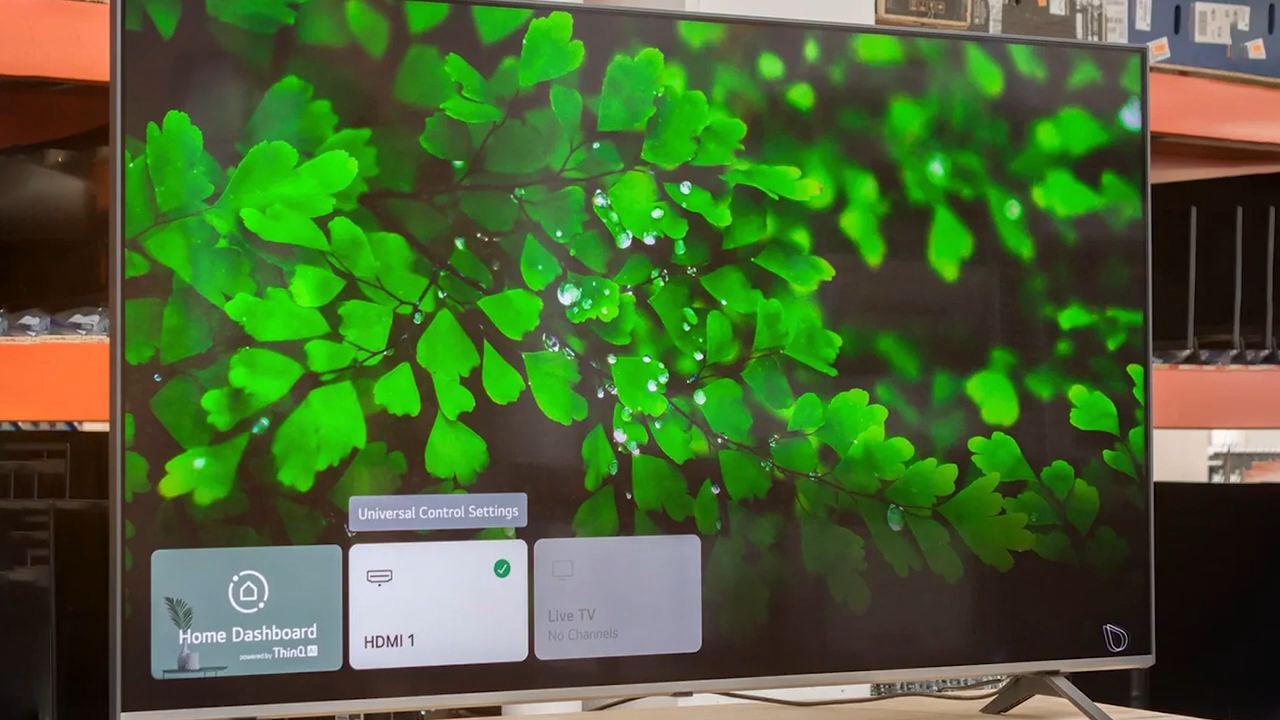 Universal Control Settings
Home Dashboard
powered by ThinQ AI
HDMI 1
Live TV
No Channels